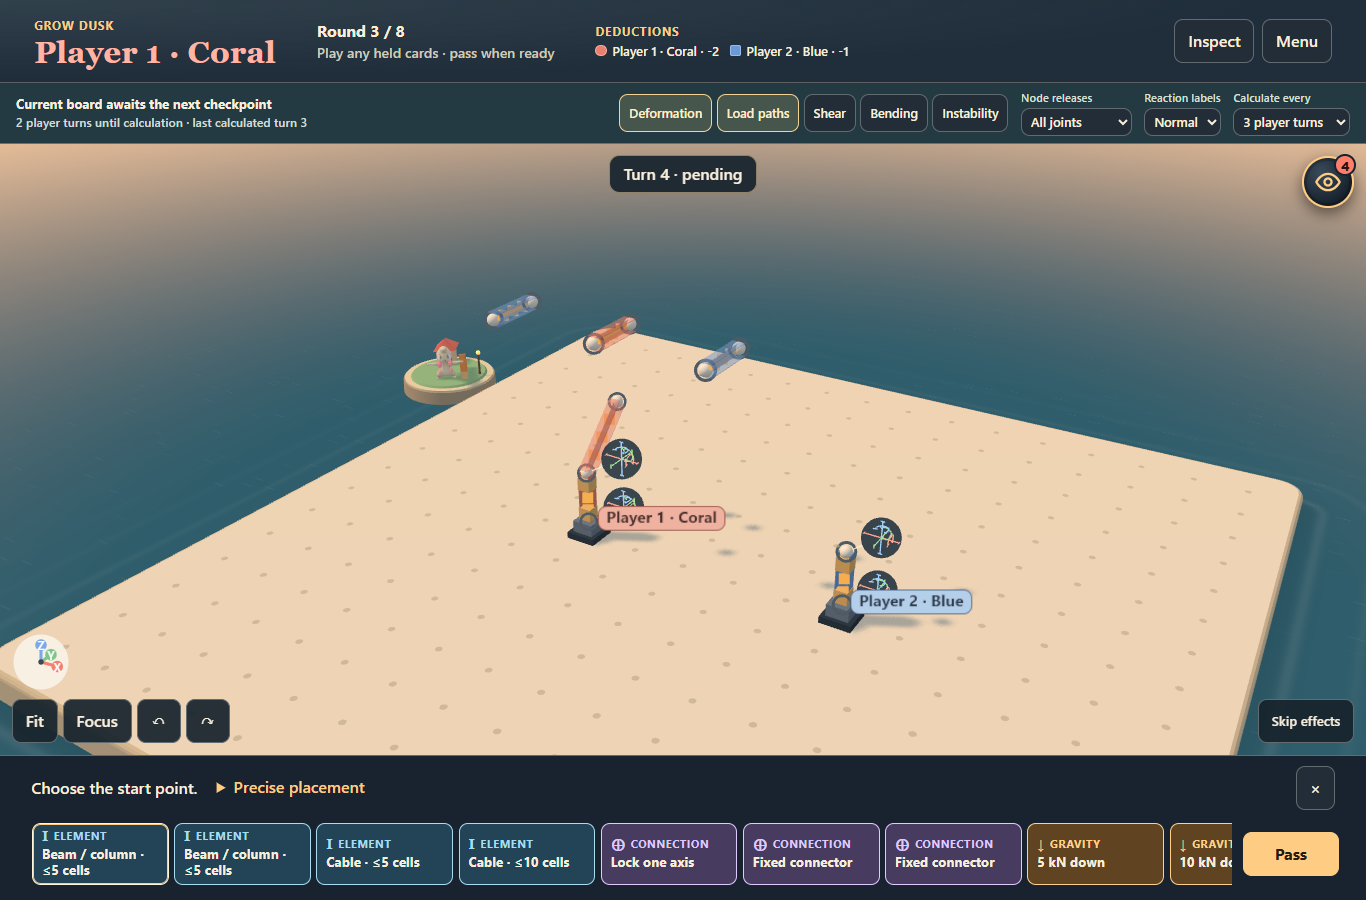 GROW DUSK
Player 1 · Coral
Round 3 / 8
Play any held cards · pass when ready
DEDUCTIONS
Player 1 · Coral · -2 Player 2 · Blue · -1
Inspect
Menu
Current board awaits the next checkpoint
2 player turns until calculation · last calculated turn 3
Deformation
Load paths
Shear
Bending
Instability
Node releases
All joints
Reaction labels
Normal
Calculate every
3 player turns
Turn 4 · pending
4
Player 1 · Coral
Player 2 · Blue
Z
Y
X
Fit
Focus
Skip effects
Choose the start point.
Precise placement
×
ELEMENT
Beam / column ·
≤5 cells
ELEMENT
Beam / column ·
≤5 cells
ELEMENT
Cable · ≤5 cells
ELEMENT
Cable · ≤10 cells
CONNECTION
Lock one axis
CONNECTION
Fixed connector
CONNECTION
Fixed connector
↓ GRAVITY
5 kN down
↓ GRAVIT
10 kN do
Pass